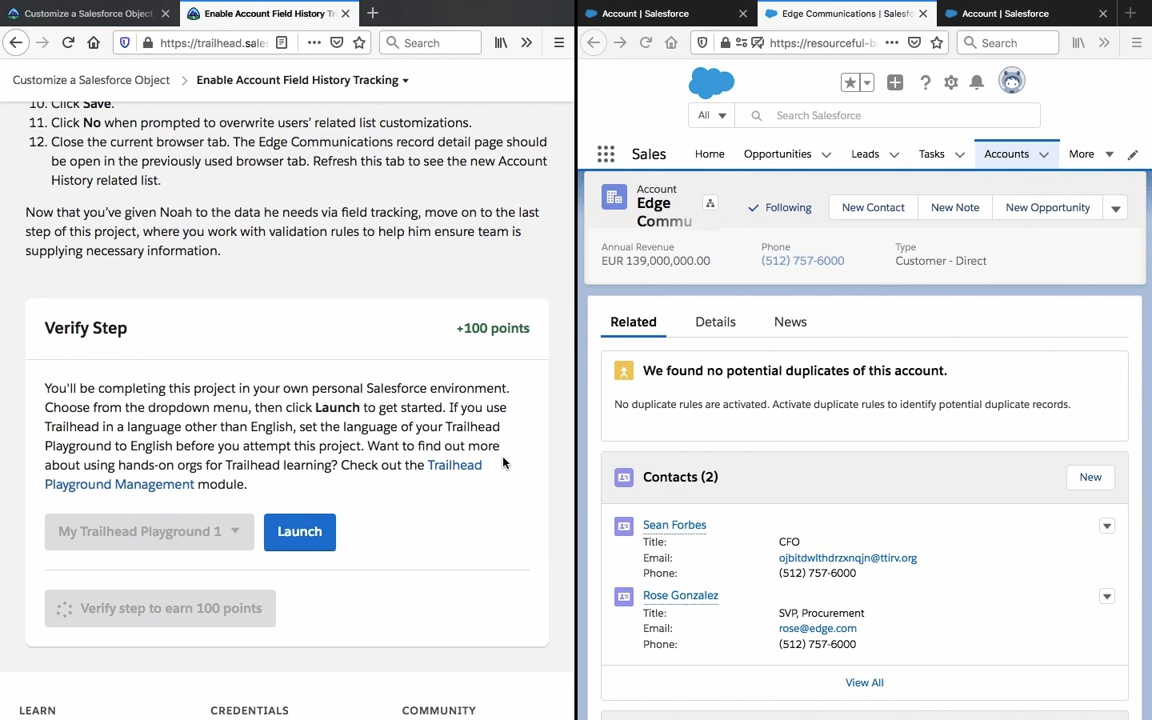 Customize a Salesforce Object
Enable Account Field History T
https://trailhead.sale
Search
Customize a Salesforce Object
Enable Account Field History Tracking
10. Click Save.
11. Click No when prompted to overwrite users' related list customizations.
12. Close the current browser tab. The Edge Communications record detail page should
be open in the previously used browser tab. Refresh this tab to see the new Account
History related list.
Now that you've given Noah to the data he needs via field tracking, move on to the last
step of this project, where you work with validation rules to help him ensure team is
supplying necessary information.
Verify Step
+100 points
You'll be completing this project in your own personal Salesforce environment.
Choose from the dropdown menu, then click Launch to get started. If you use
Trailhead in a language other than English, set the language of your Trailhead
Playground to English before you attempt this project. Want to find out more
about using hands-on orgs for Trailhead learning? Check out the Trailhead
Playground Management module.
My Trailhead Playground 1
Launch
Verify step to earn 100 points
LEARN
CREDENTIALS
COMMUNITY
Account | Salesforce
Edge Communications | Salesfo
Account | Salesforce
https://resourceful-b
Search
All
Search Salesforce
Sales
Home
Opportunities
Leads
Tasks
Accounts
More
Account
Edge
Commu
Following
New Contact
New Note
New Opportunity
Annual Revenue
EUR 139,000,000.00
Phone
(512) 757-6000
Type
Customer - Direct
Related
Details
News
We found no potential duplicates of this account.
No duplicate rules are activated. Activate duplicate rules to identify potential duplicate records.
Contacts (2)
New
Sean Forbes
Title:
CFO
Email:
ojbitdwlthdrzxnqjn@ttirv.org
Phone:
(512) 757-6000
Rose Gonzalez
Title:
SVP, Procurement
Email:
rose@edge.com
Phone:
(512) 757-6000
View All